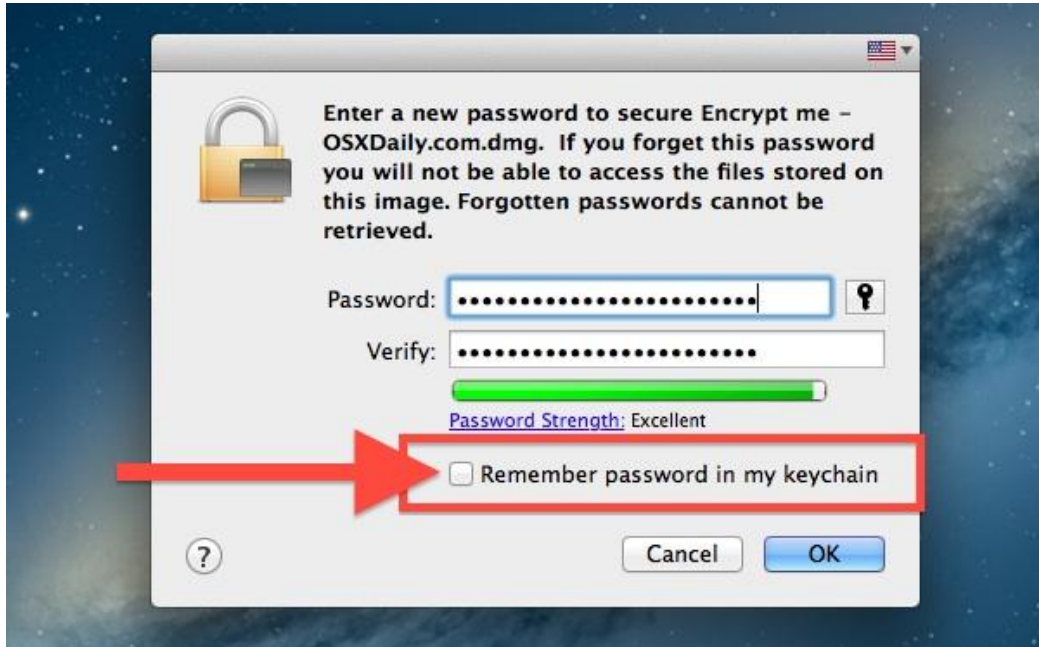 Enter a new password to secure Encrypt me –
OSXDaily.com.dmg.  If you forget this password
you will not be able to access the files stored on
this image. Forgotten passwords cannot be
retrieved.
Password: ••••••••••••••••••••••••
Verify: ••••••••••••••••••••••••
Password Strength: Excellent
Remember password in my keychain
?
Cancel
OK